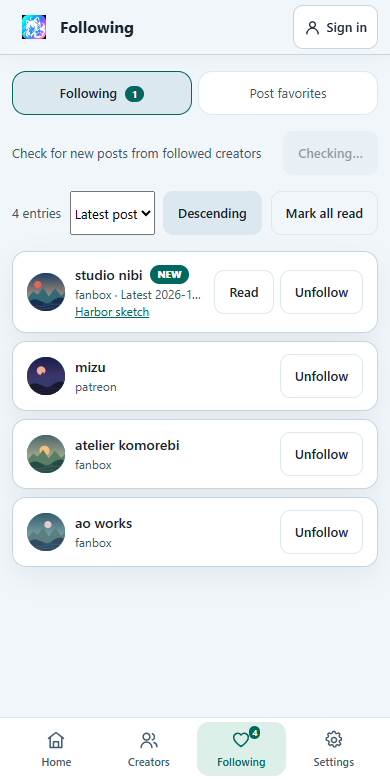 Following
Sign in
Following 1
Post favorites
Check for new posts from followed creators
Checking...
4 entries
Latest post
Descending
Mark all read
studio nibi NEW
fanbox · Latest 2026-1...
Harbor sketch
Read
Unfollow
mizu
patreon
Unfollow
atelier komorebi
fanbox
Unfollow
ao works
fanbox
Unfollow
4
Home
Creators
Following
Settings